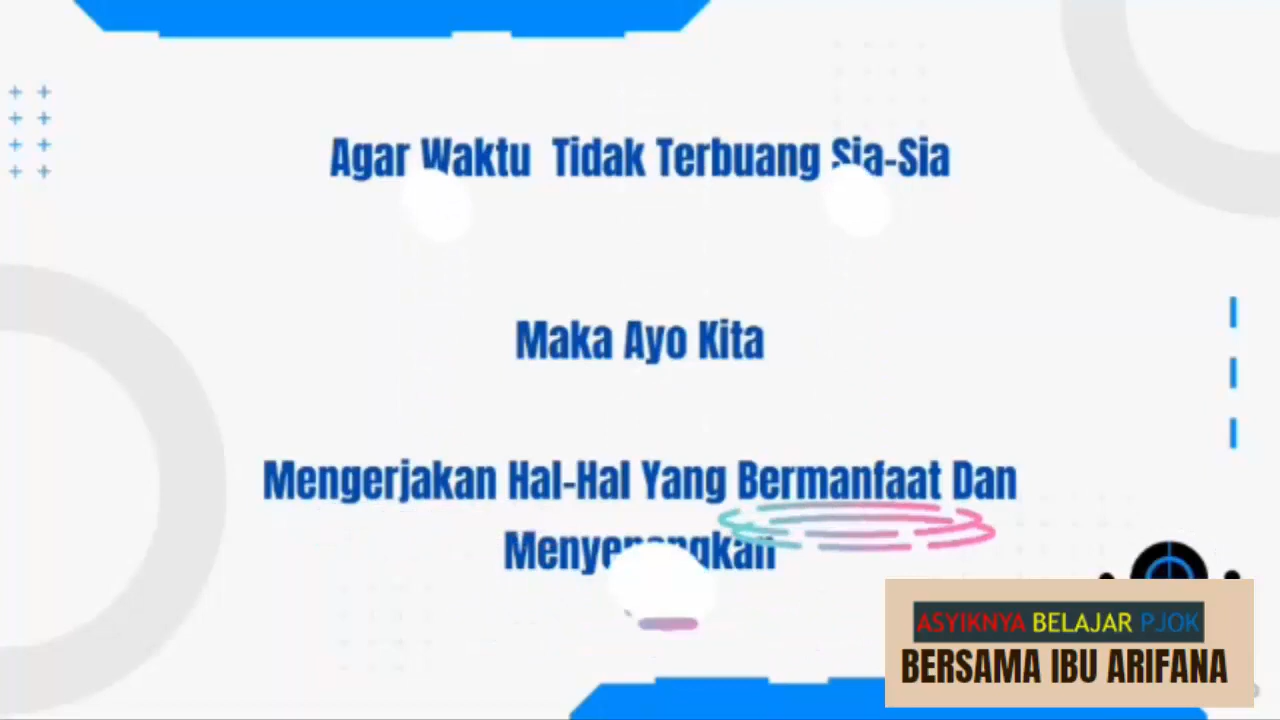 Agar Waktu Tidak Terbuang Sia-Sia
Maka Ayo Kita
Mengerjakan Hal-Hal Yang Bermanfaat Dan
Menyenangkan
ASYIKNYA BELAJAR PJOK
BERSAMA IBU ARIFANA